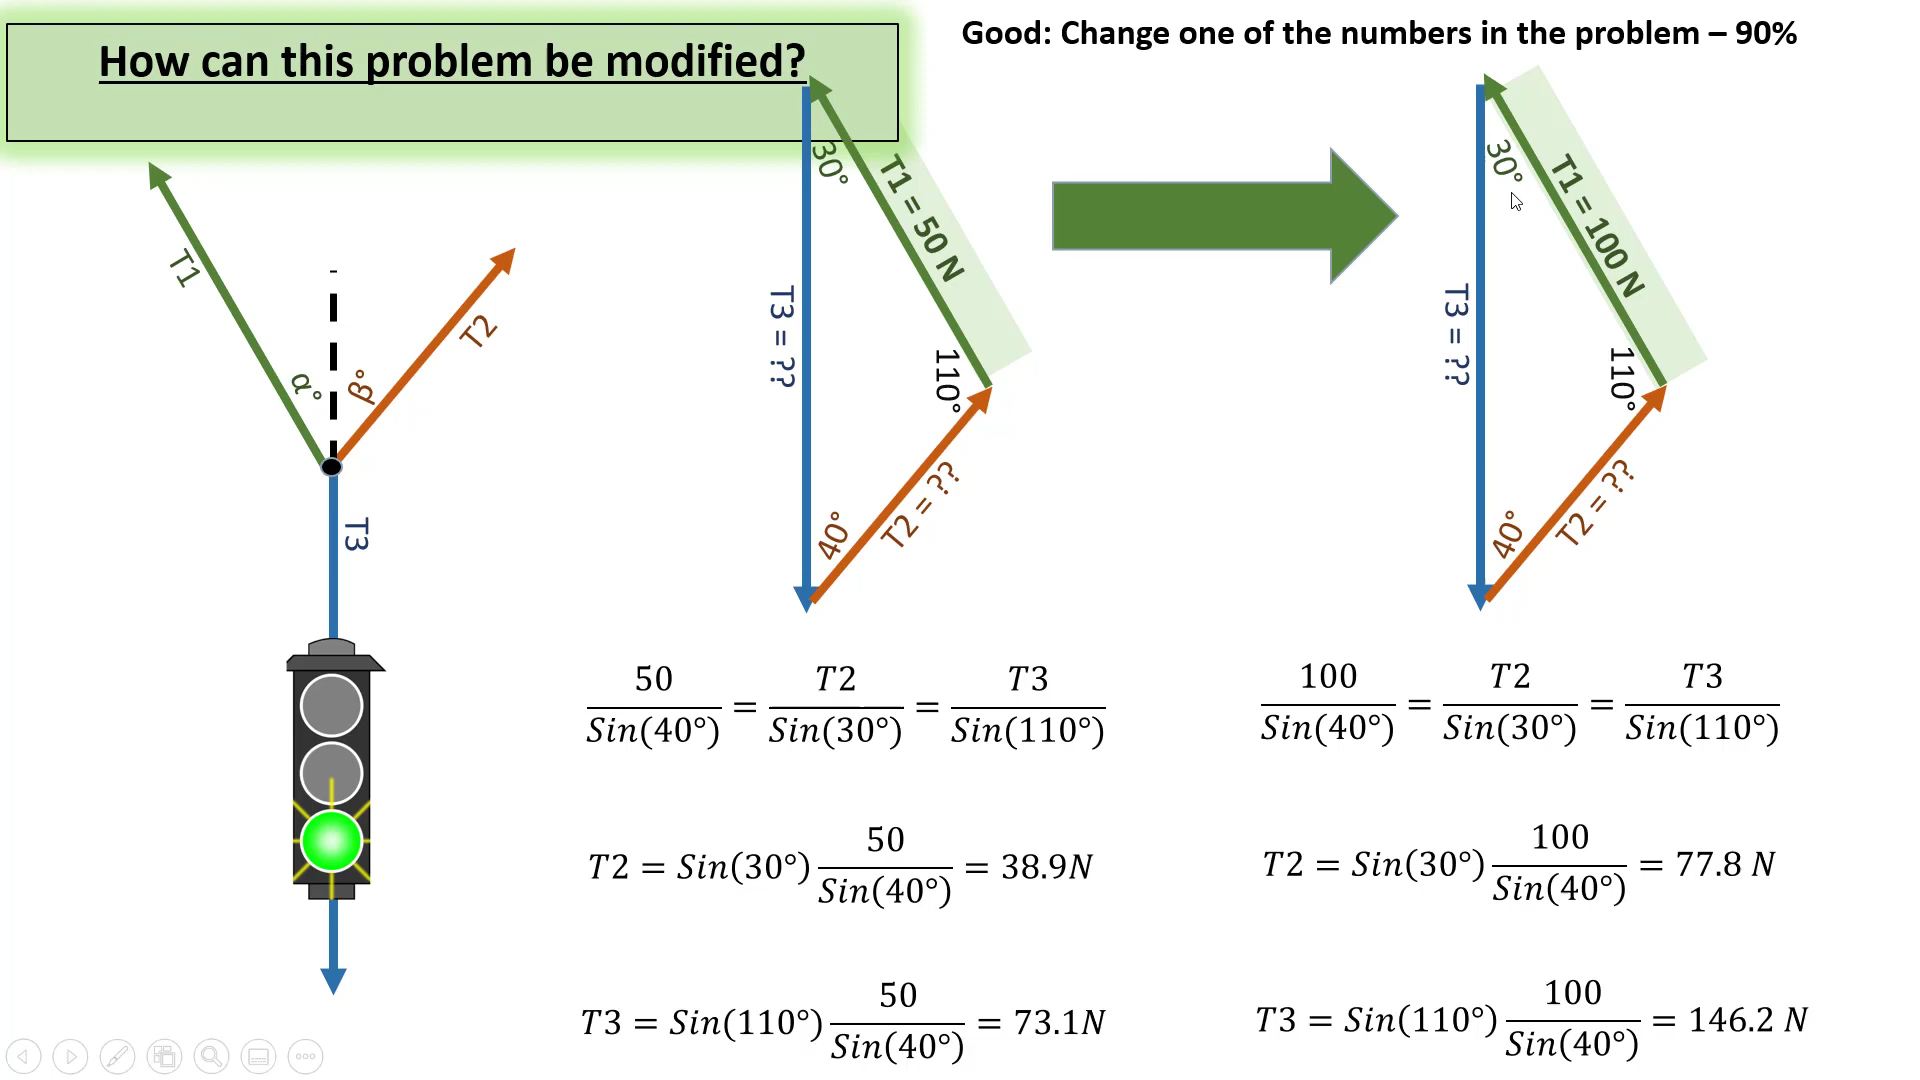 How can this problem be modified?
Good: Change one of the numbers in the problem – 90%
T1
T2
α°
β°
T3
30°
T1 = 50 N
T3 = ??
110°
40°
T2 = ??
30°
T1 = 100 N
T3 = ??
110°
40°
T2 = ??
50/Sin(40°) = T2/Sin(30°) = T3/Sin(110°)
T2 = Sin(30°) 50/Sin(40°) = 38.9N
T3 = Sin(110°) 50/Sin(40°) = 73.1N
100/Sin(40°) = T2/Sin(30°) = T3/Sin(110°)
T2 = Sin(30°) 100/Sin(40°) = 77.8 N
T3 = Sin(110°) 100/Sin(40°) = 146.2 N